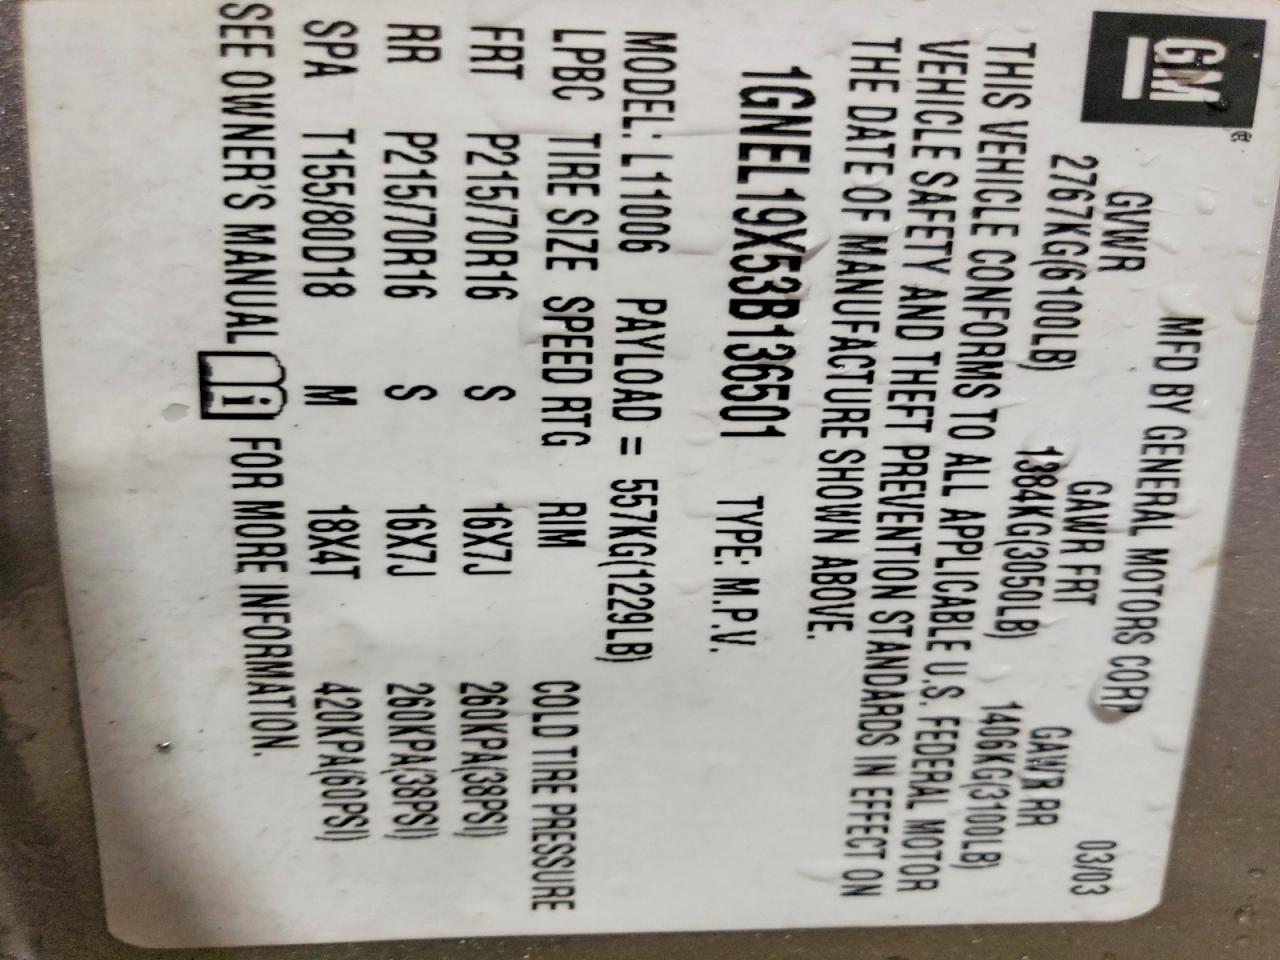 GM
MFD BY GENERAL MOTORS CORP 03/03
GVWR GAWR FRT GAWR RR
2767KG(6100LB) 1384KG(3050LB) 1406KG(3100LB)
THIS VEHICLE CONFORMS TO ALL APPLICABLE U.S. FEDERAL MOTOR
VEHICLE SAFETY AND THEFT PREVENTION STANDARDS IN EFFECT ON
THE DATE OF MANUFACTURE SHOWN ABOVE.
1GNEL19X53B136501 TYPE: M.P.V.
MODEL: L11006 PAYLOAD = 557KG(1229LB)
LPBC TIRE SIZE SPEED RTG RIM COLD TIRE PRESSURE
FRT P215/70R16 S 16X7J 260KPA(38PSI)
RR P215/70R16 S 16X7J 260KPA(38PSI)
SPA T155/80D18 M 18X4T 420KPA(60PSI)
SEE OWNER'S MANUAL i FOR MORE INFORMATION.